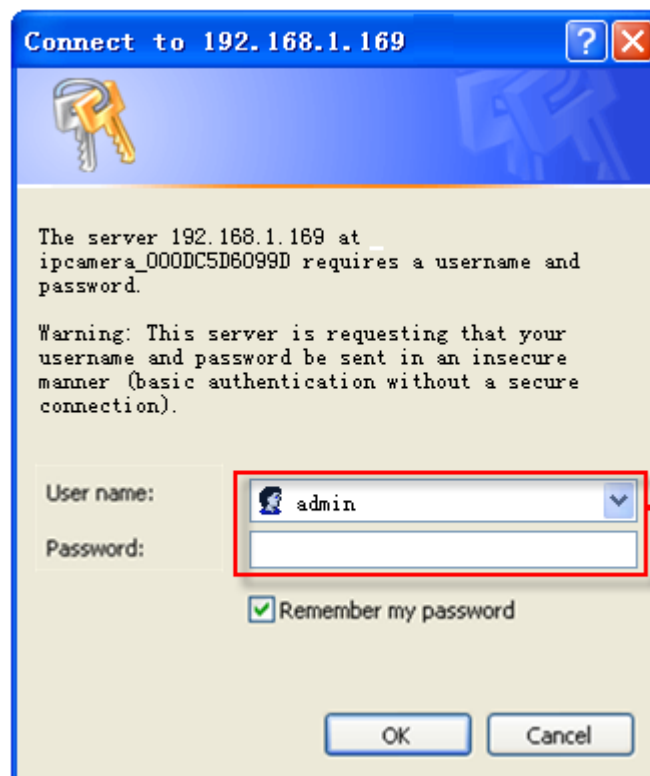 Connect to 192.168.1.169
The server 192.168.1.169 at
ipcamera_000DC5D6099D requires a username and
password.
Warning: This server is requesting that your
username and password be sent in an insecure
manner (basic authentication without a secure
connection).
User name:
admin
Password:
Remember my password
OK
Cancel